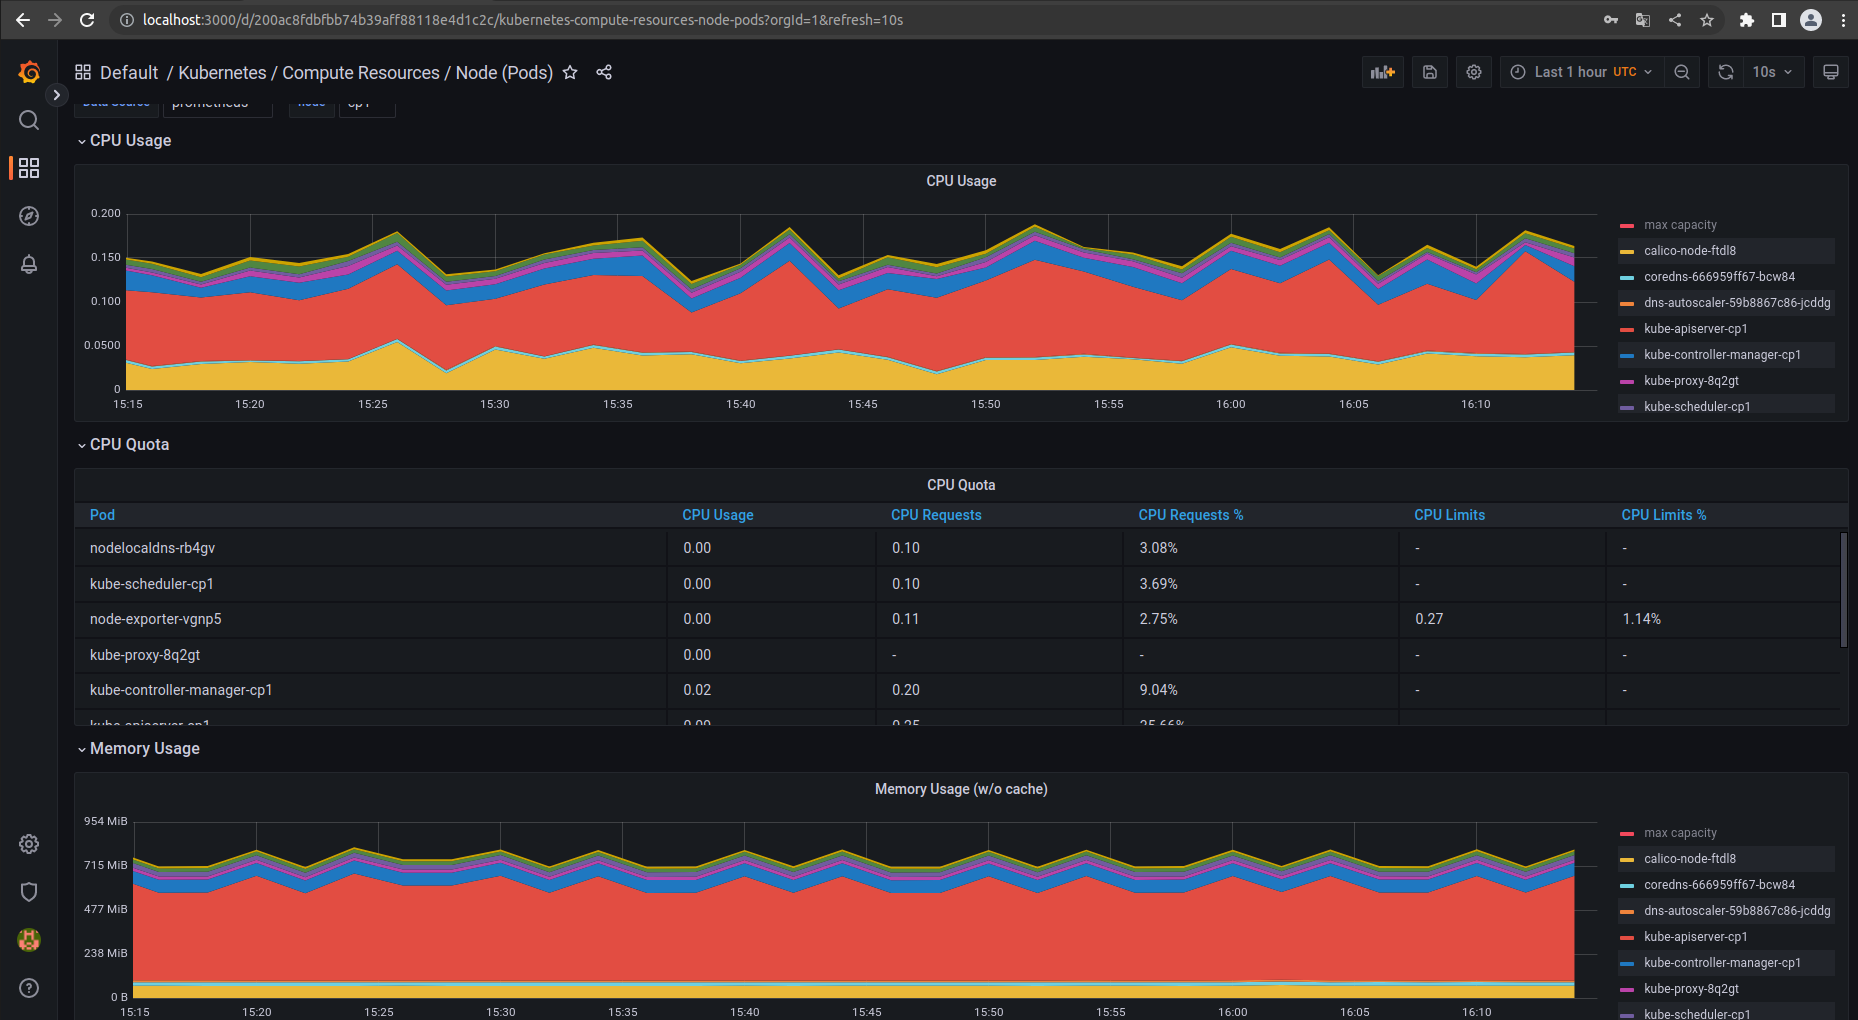 localhost:3000/d/200ac8fdbfbb74b39aff88118e4d1c2c/kubernetes-compute-resources-node-pods?orgId=1&refresh=10s
Default / Kubernetes / Compute Resources / Node (Pods)
Last 1 hour UTC
10s
Data Source prometheus node cp1
CPU Usage
CPU Usage
0.200
0.150
0.100
0.0500
0
15:15 15:20 15:25 15:30 15:35 15:40 15:45 15:50 15:55 16:00 16:05 16:10
max capacity
calico-node-ftdl8
coredns-666959ff67-bcw84
dns-autoscaler-59b8867c86-jcddg
kube-apiserver-cp1
kube-controller-manager-cp1
kube-proxy-8q2gt
kube-scheduler-cp1
CPU Quota
CPU Quota
Pod CPU Usage CPU Requests CPU Requests % CPU Limits CPU Limits %
nodelocaldns-rb4gv 0.00 0.10 3.08% - -
kube-scheduler-cp1 0.00 0.10 3.69% - -
node-exporter-vgnp5 0.00 0.11 2.75% 0.27 1.14%
kube-proxy-8q2gt 0.00 - - - -
kube-controller-manager-cp1 0.02 0.20 9.04% - -
kube-apiserver-cp1 0.09 0.25 35.66%
Memory Usage
Memory Usage (w/o cache)
954 MiB
715 MiB
477 MiB
238 MiB
0 B
15:15 15:20 15:25 15:30 15:35 15:40 15:45 15:50 15:55 16:00 16:05 16:10
max capacity
calico-node-ftdl8
coredns-666959ff67-bcw84
dns-autoscaler-59b8867c86-jcddg
kube-apiserver-cp1
kube-controller-manager-cp1
kube-proxy-8q2gt
kube-scheduler-cp1